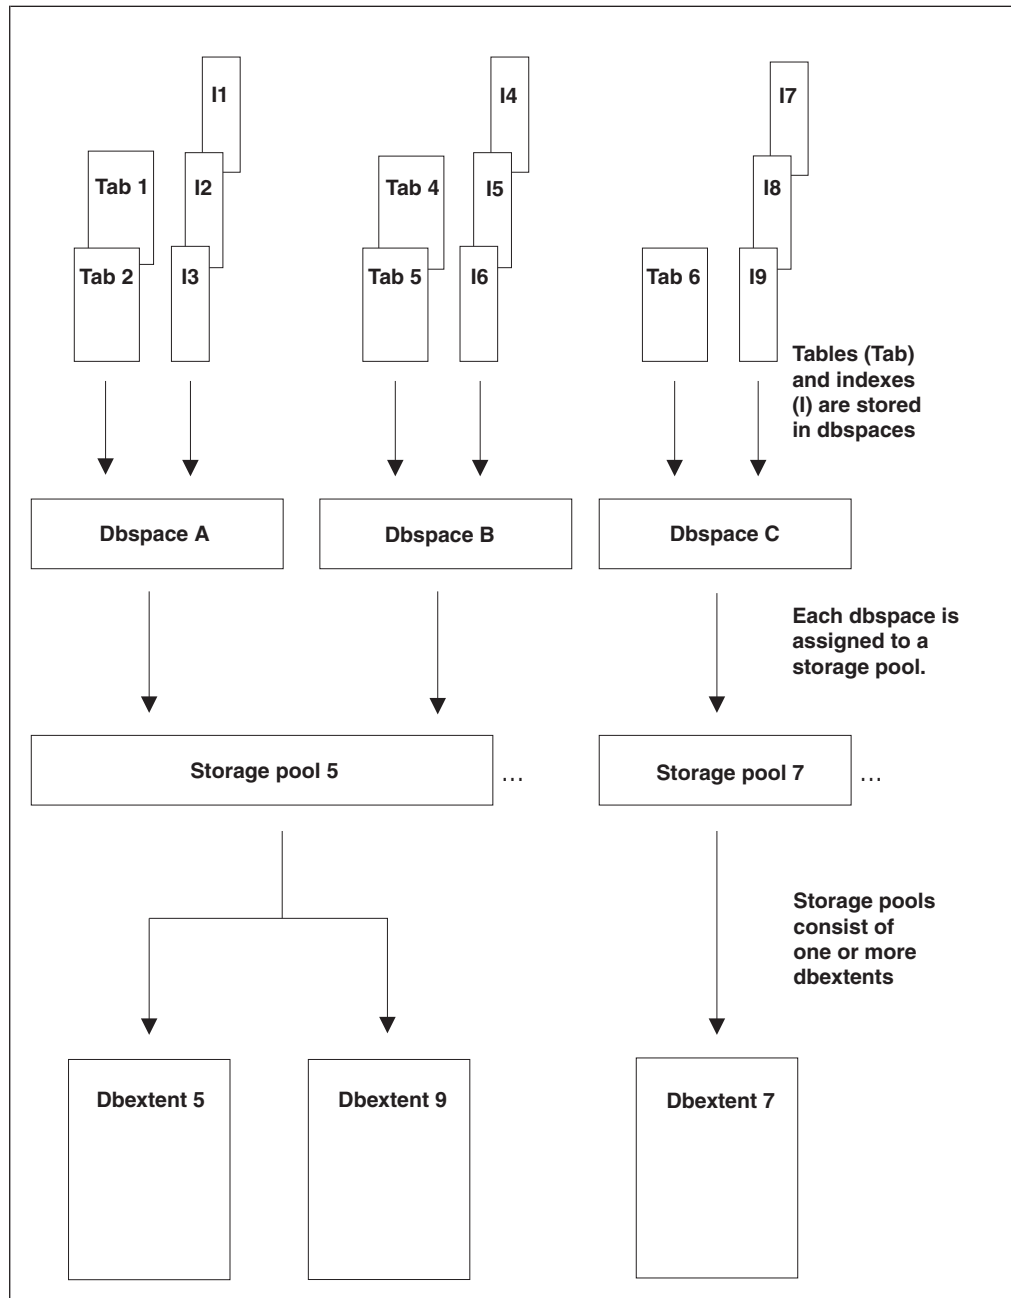 I1
I4
I7
Tab 1
I2
Tab 4
I5
I8
Tab 2
I3
Tab 5
I6
Tab 6
I9
Tables (Tab)
and indexes
(I) are stored
in dbspaces
Dbspace A
Dbspace B
Dbspace C
Each dbspace is
assigned to a
storage pool.
Storage pool 5
...
Storage pool 7
...
Storage pools
consist of
one or more
dbextents
Dbextent 5
Dbextent 9
Dbextent 7